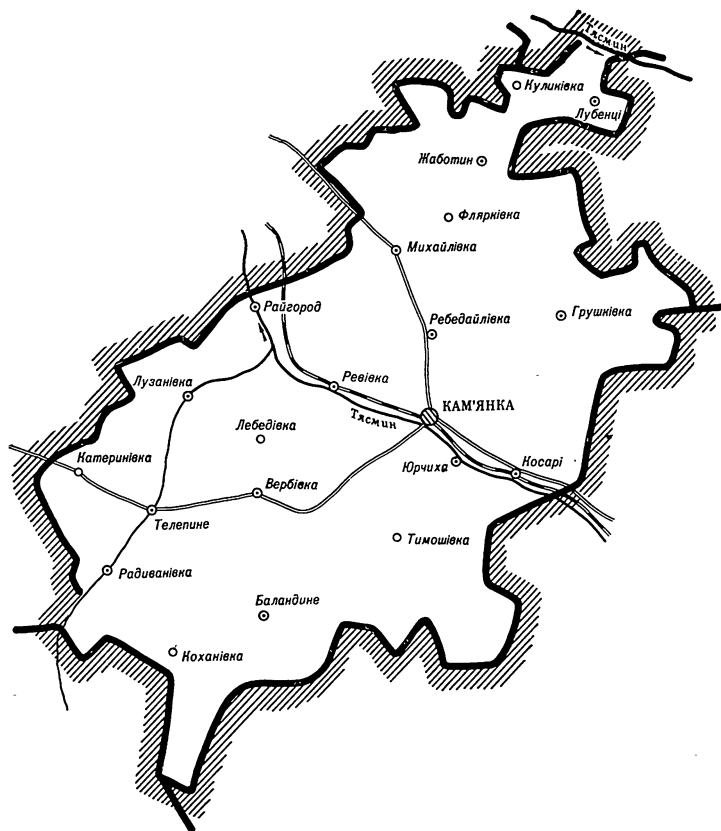 Тясмин
Куликівка
Лубенці
Жаботин
Флярківка
Михайлівка
Райгород
Ребедайлівка
Грушківка
Лузанівка
Ревівка
Тясмин
КАМ'ЯНКА
Лебедівка
Катеринівка
Юрчиха
Косарі
Вербівка
Телепине
Тимошівка
Радиванівка
Баландине
Коханівка